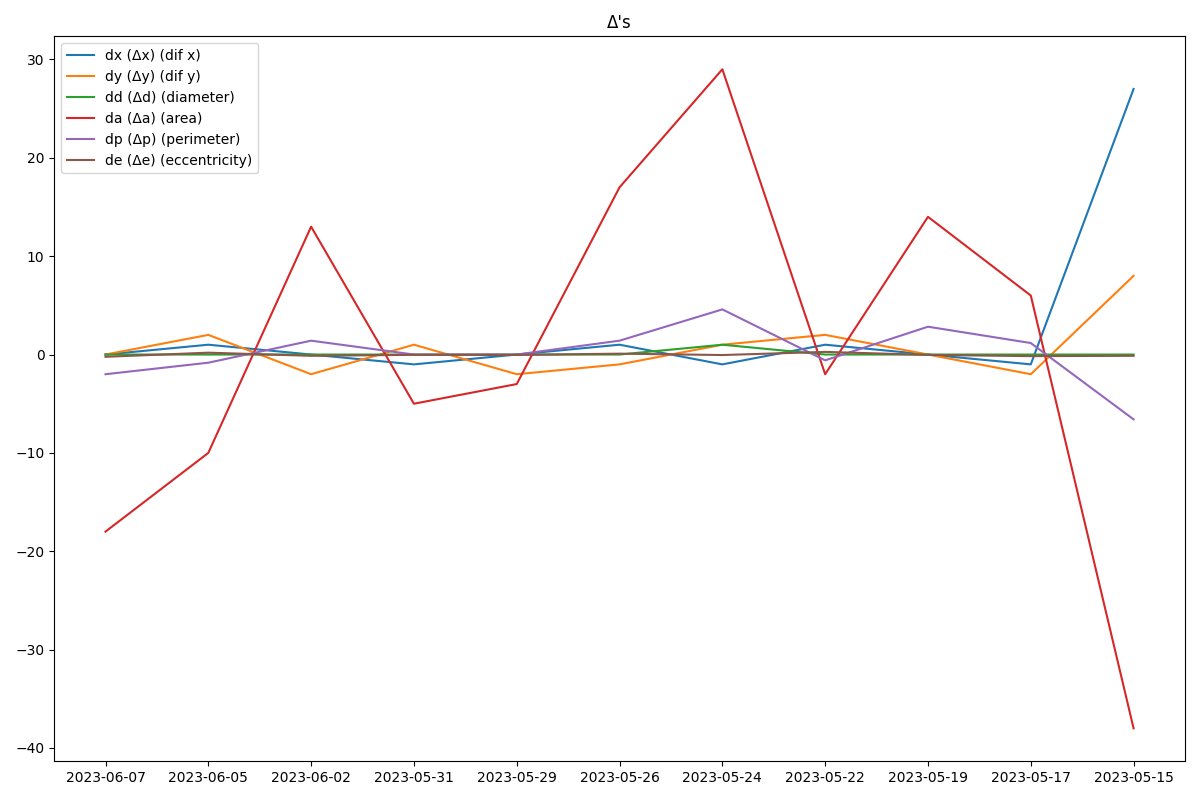 Δ's
dx (Δx) (dif x)
dy (Δy) (dif y)
dd (Δd) (diameter)
da (Δa) (area)
dp (Δp) (perimeter)
de (Δe) (eccentricity)
30
20
10
0
−10
−20
−30
−40
2023-06-07 2023-06-05 2023-06-02 2023-05-31 2023-05-29 2023-05-26 2023-05-24 2023-05-22 2023-05-19 2023-05-17 2023-05-15